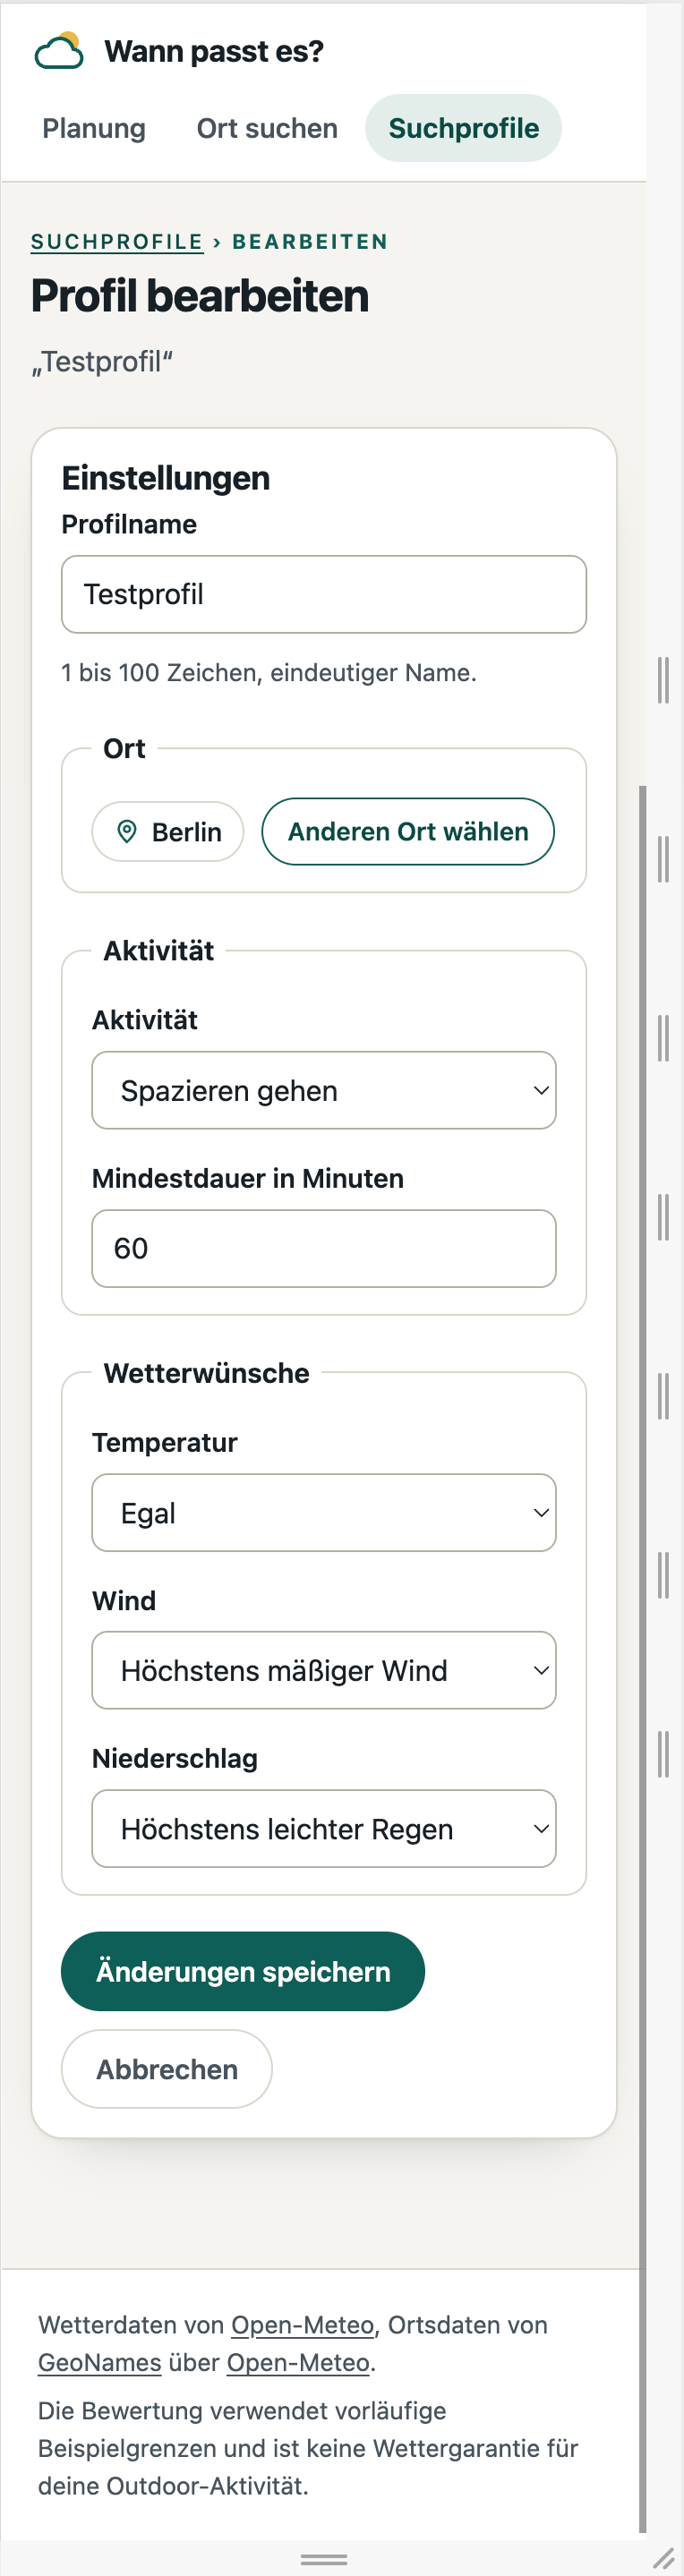 Wann passt es?
Planung Ort suchen Suchprofile
SUCHPROFILE › BEARBEITEN
Profil bearbeiten
„Testprofil“
Einstellungen
Profilname
Testprofil
1 bis 100 Zeichen, eindeutiger Name.
Ort
Berlin Anderen Ort wählen
Aktivität
Aktivität
Spazieren gehen
Mindestdauer in Minuten
60
Wetterwünsche
Temperatur
Egal
Wind
Höchstens mäßiger Wind
Niederschlag
Höchstens leichter Regen
Änderungen speichern
Abbrechen
Wetterdaten von Open-Meteo, Ortsdaten von
GeoNames über Open-Meteo.
Die Bewertung verwendet vorläufige
Beispielgrenzen und ist keine Wettergarantie für
deine Outdoor-Aktivität.